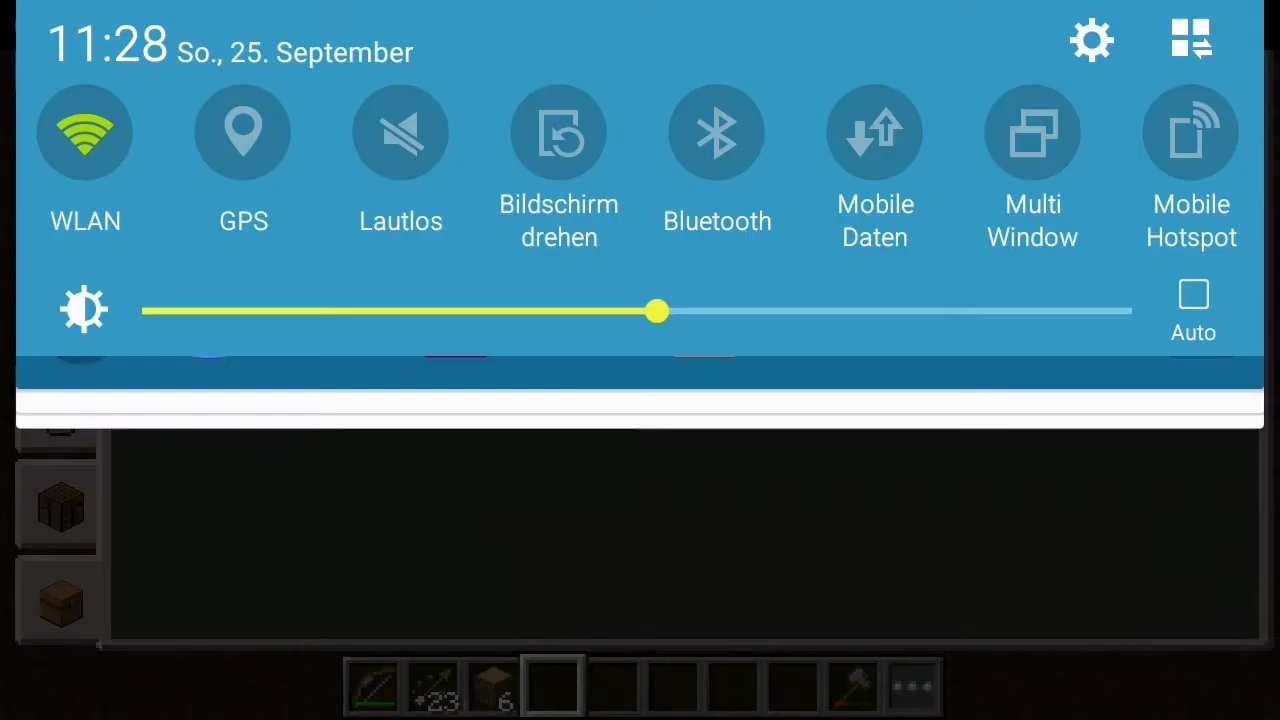 11:28 So., 25. September
WLAN
GPS
Lautlos
Bildschirm
drehen
Bluetooth
Mobile
Daten
Multi
Window
Mobile
Hotspot
Auto
23
6